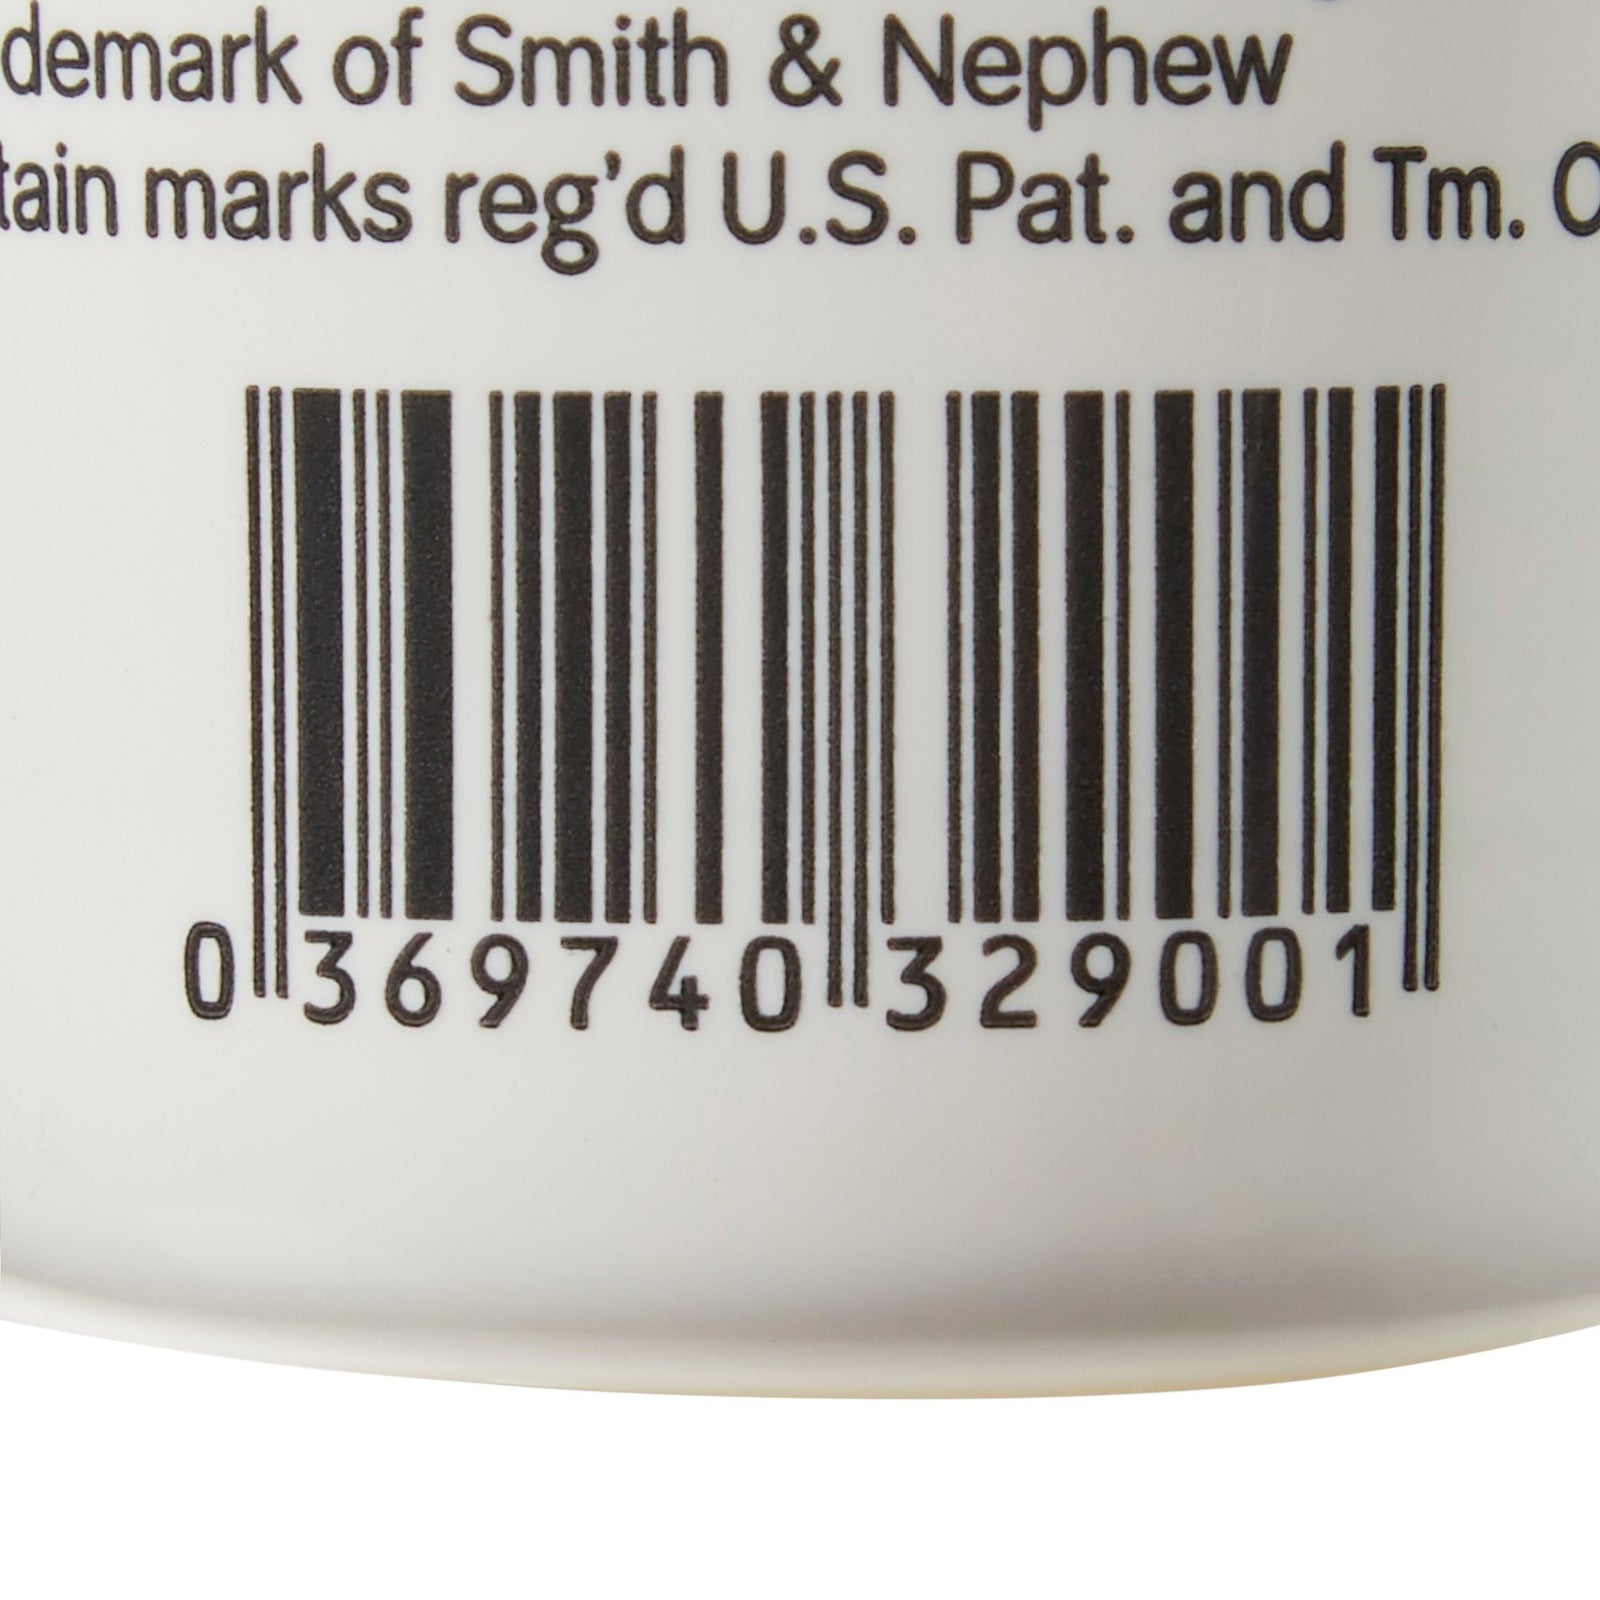 demark of Smith & Nephew
tain marks reg'd U.S. Pat. and Tm. O
0 369740 329001